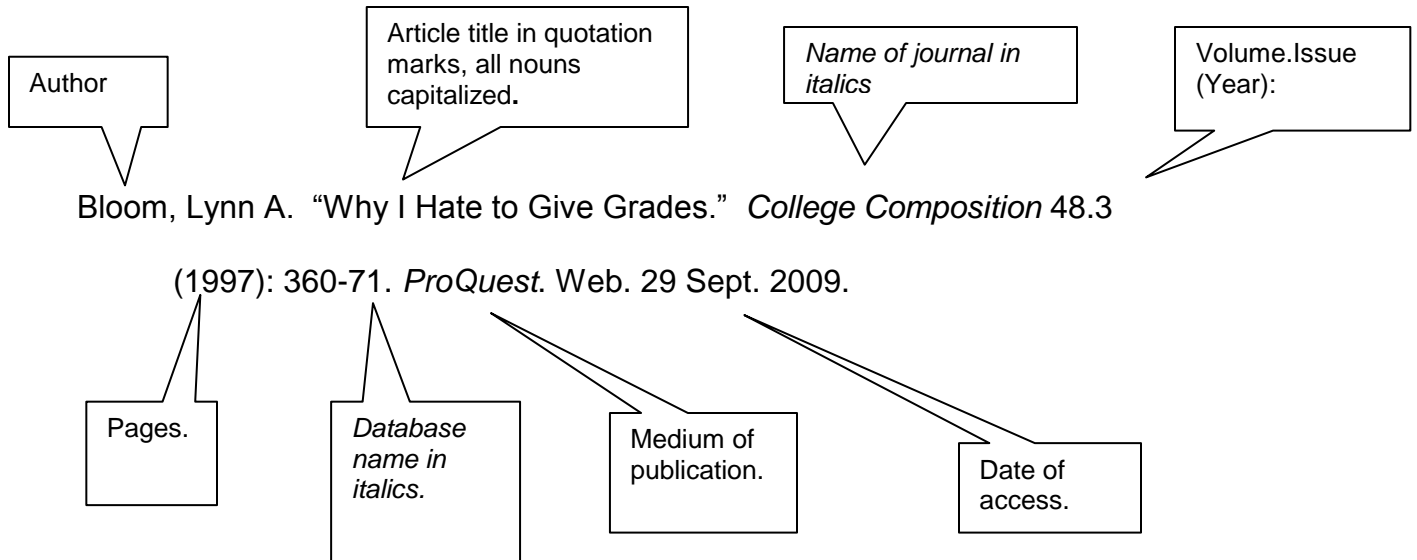 Author
Article title in quotation
marks, all nouns
capitalized.
Name of journal in
italics
Volume.Issue
(Year):
Bloom, Lynn A.  “Why I Hate to Give Grades.”  College Composition 48.3
(1997): 360-71. ProQuest. Web. 29 Sept. 2009.
Pages.
Database
name in
italics.
Medium of
publication.
Date of
access.